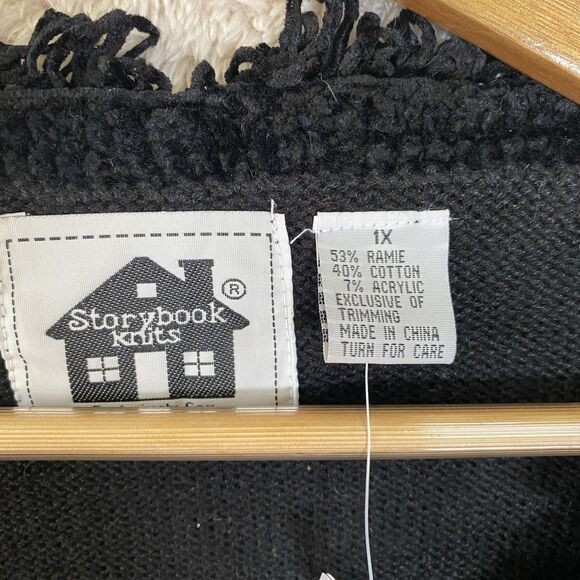 Storybook
knits
®
1X
53% RAMIE
40% COTTON
7% ACRYLIC
EXCLUSIVE OF
TRIMMING
MADE IN CHINA
TURN FOR CARE